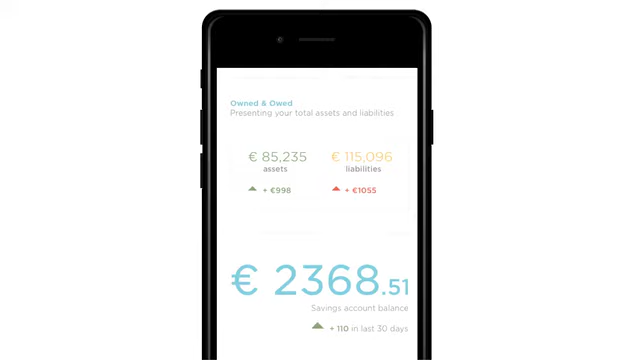 Owned & Owed
Presenting your total assets and liabilities
€ 85,235
assets
+ €998
€ 115,096
liabilities
+ €1055
€ 2368.51
Savings account balance
+ 110 in last 30 days